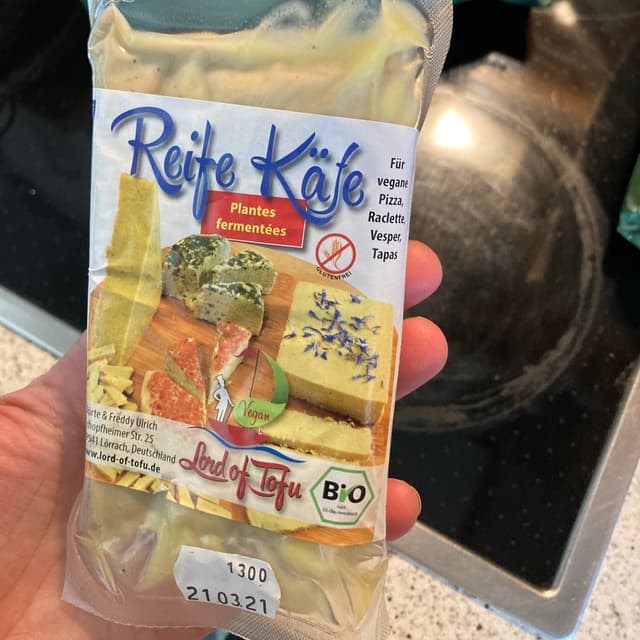 Reife Käse
Plantes
fermentées
Für
vegane
Pizza,
Raclette,
Vesper,
Tapas
GLUTENFREI
Vegan
& Freddy Ulrich
Str. 25
Lörrach, Deutschland
www.lord-of-tofu.de
Lord of Tofu
BIO
nach
1300
21.03.21